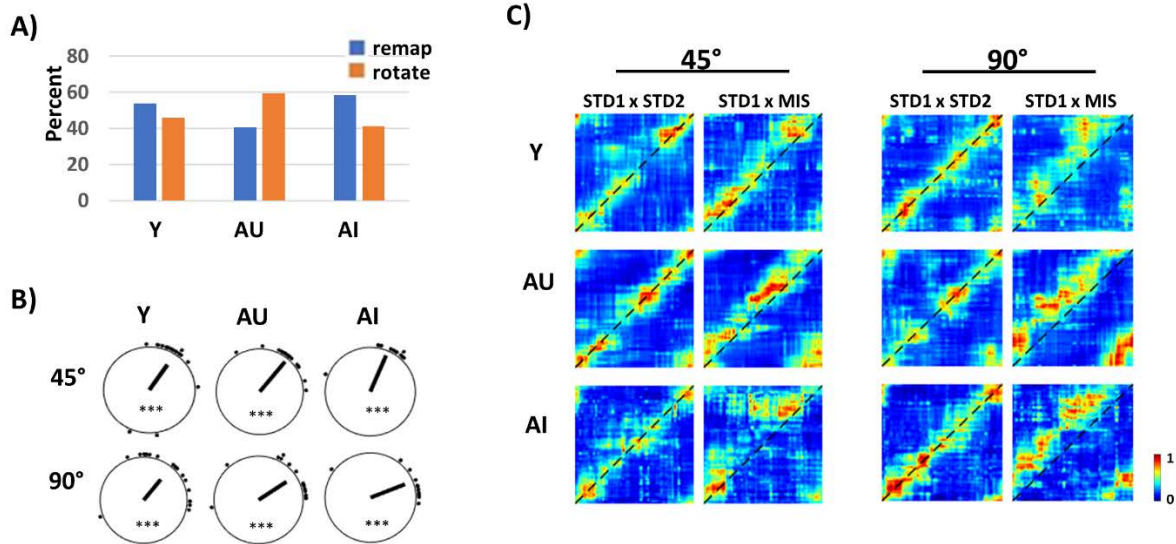 A)
Percent
80
60
40
20
0
remap
rotate
Y AU AI
B)
Y AU AI
45°
*** *** ***
90°
*** *** ***
C)
45° 90°
STD1 x STD2 STD1 x MIS STD1 x STD2 STD1 x MIS
Y
AU
AI
1
0